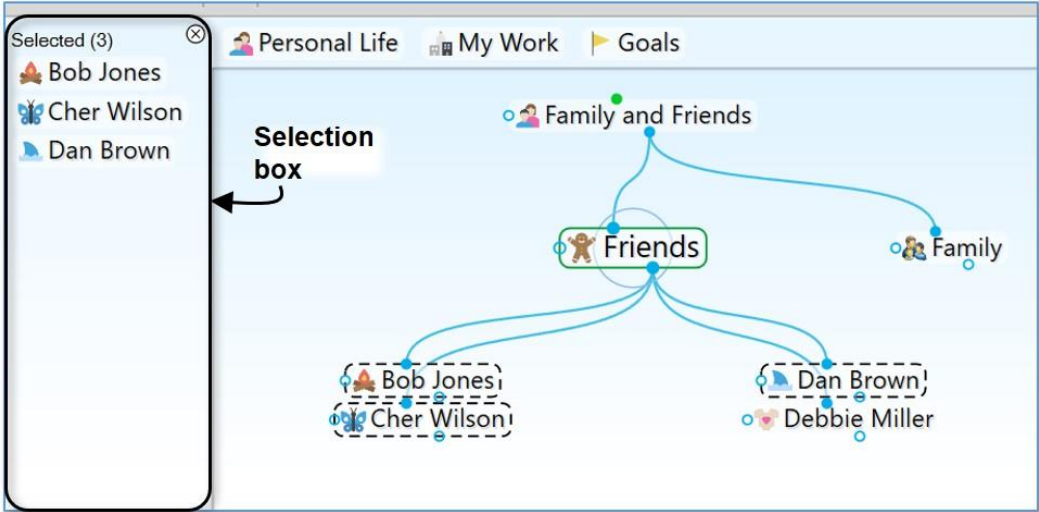 Selected (3)
Bob Jones
Cher Wilson
Dan Brown
Personal Life My Work Goals
Selection
box
Family and Friends
Friends
Family
Bob Jones
Cher Wilson
Dan Brown
Debbie Miller